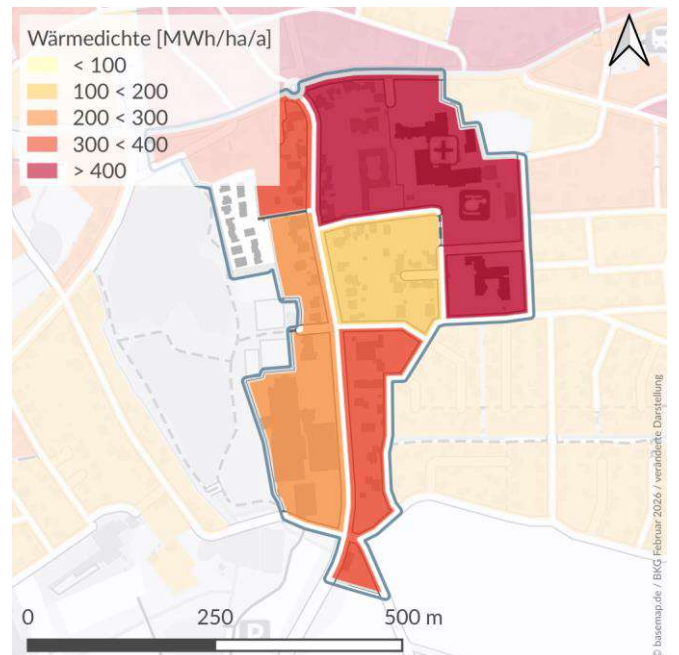 Wärmedichte [MWh/ha/a]
< 100
100 < 200
200 < 300
300 < 400
> 400
© basemap.de / BKG Februar 2026 / veränderte Darstellung
P
0 250 500 m